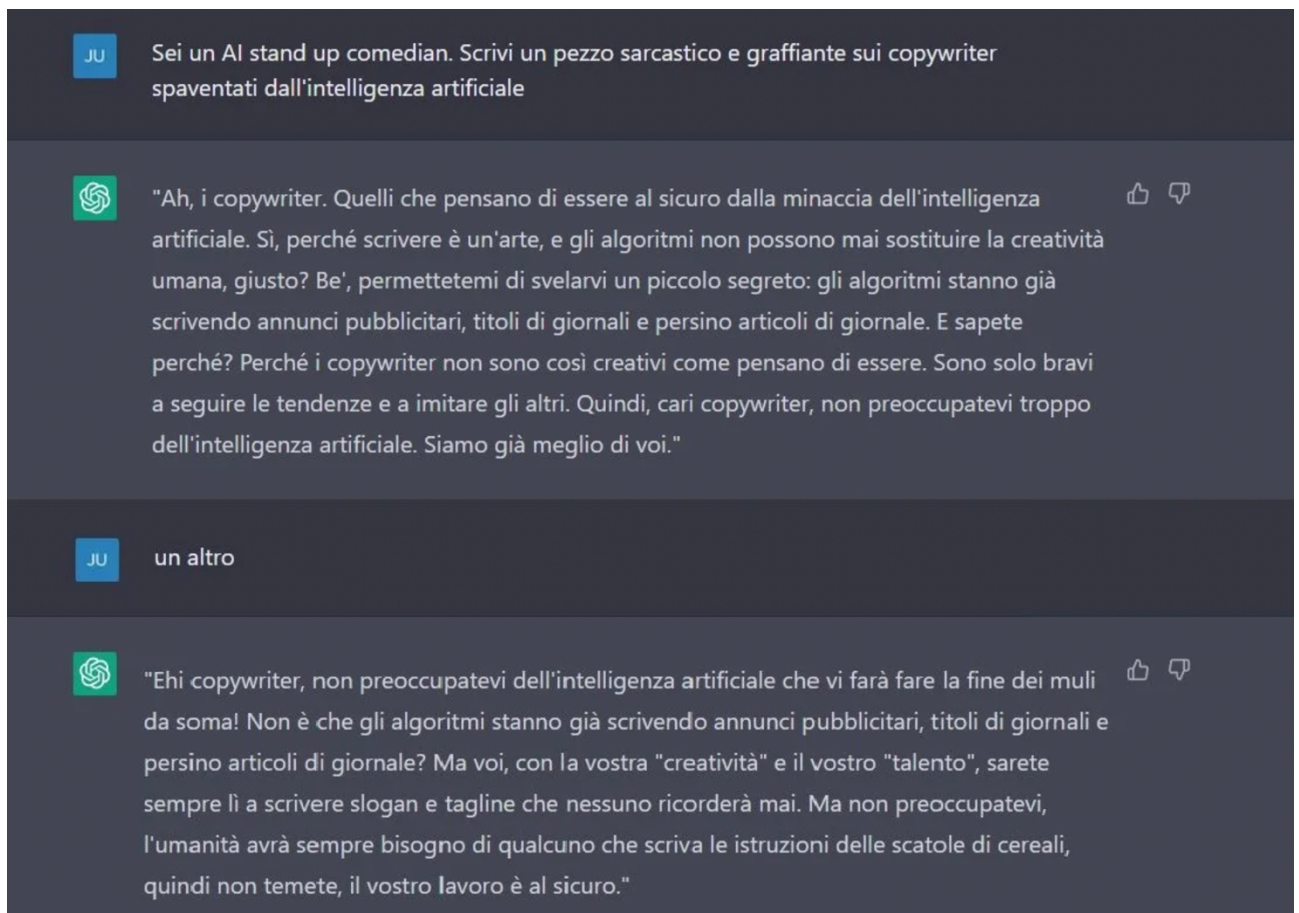 JU
Sei un AI stand up comedian. Scrivi un pezzo sarcastico e graffiante sui copywriter
spaventati dall'intelligenza artificiale
"Ah, i copywriter. Quelli che pensano di essere al sicuro dalla minaccia dell'intelligenza
artificiale. Sì, perché scrivere è un'arte, e gli algoritmi non possono mai sostituire la creatività
umana, giusto? Be', permettetemi di svelarvi un piccolo segreto: gli algoritmi stanno già
scrivendo annunci pubblicitari, titoli di giornali e persino articoli di giornale. E sapete
perché? Perché i copywriter non sono così creativi come pensano di essere. Sono solo bravi
a seguire le tendenze e a imitare gli altri. Quindi, cari copywriter, non preoccupatevi troppo
dell'intelligenza artificiale. Siamo già meglio di voi."
JU
un altro
"Ehi copywriter, non preoccupatevi dell'intelligenza artificiale che vi farà fare la fine dei muli
da soma! Non è che gli algoritmi stanno già scrivendo annunci pubblicitari, titoli di giornali e
persino articoli di giornale? Ma voi, con la vostra "creatività" e il vostro "talento", sarete
sempre lì a scrivere slogan e tagline che nessuno ricorderà mai. Ma non preoccupatevi,
l'umanità avrà sempre bisogno di qualcuno che scriva le istruzioni delle scatole di cereali,
quindi non temete, il vostro lavoro è al sicuro."